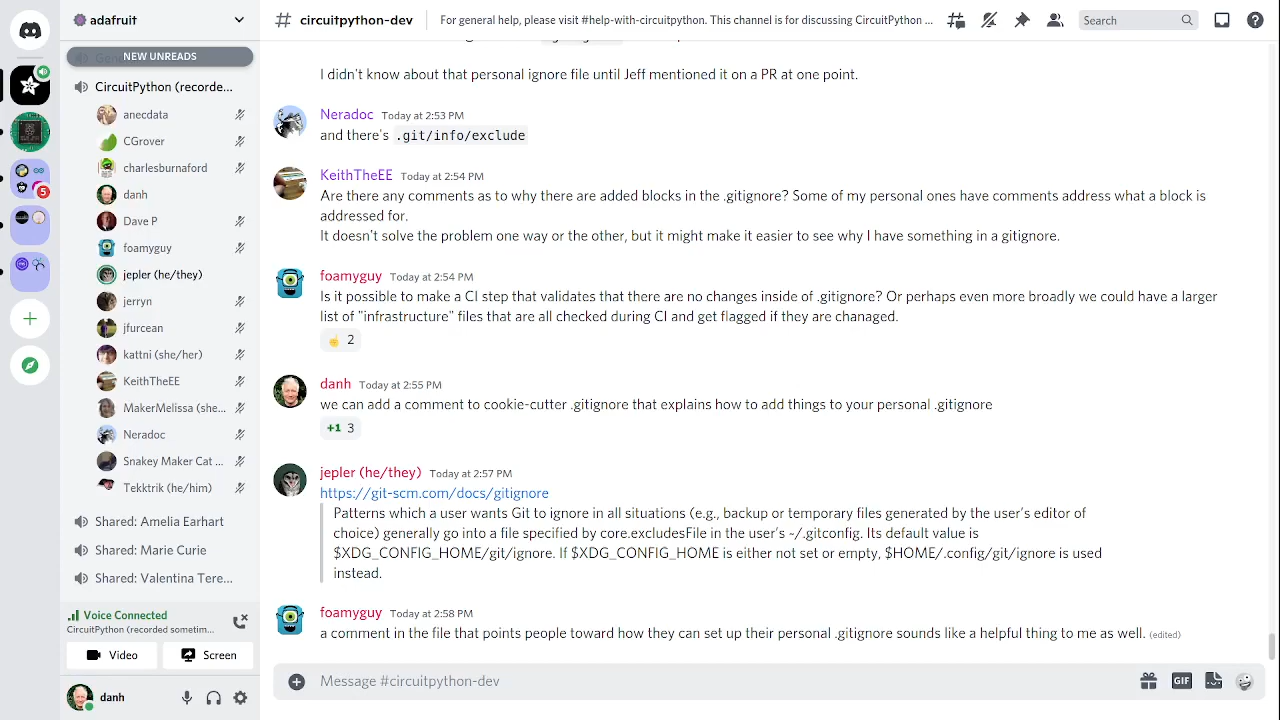 adafruit
NEW UNREADS
CircuitPython (recorde...
anecdata
CGrover
charlesburnaford
danh
Dave P
foamyguy
jepler (he/they)
jerryn
jfurcean
kattni (she/her)
KeithTheEE
MakerMelissa (she...
Neradoc
Snakey Maker Cat ...
Tekktrik (he/him)
Shared: Amelia Earhart
Shared: Marie Curie
Shared: Valentina Tere...
Voice Connected
CircuitPython (recorded sometim...
Video
Screen
danh
5
# circuitpython-dev
For general help, please visit #help-with-circuitpython. This channel is for discussing CircuitPython ...
Search
I didn't know about that personal ignore file until Jeff mentioned it on a PR at one point.
Neradoc Today at 2:53 PM
and there's .git/info/exclude
KeithTheEE Today at 2:54 PM
Are there any comments as to why there are added blocks in the .gitignore? Some of my personal ones have comments address what a block is
addressed for.
It doesn't solve the problem one way or the other, but it might make it easier to see why I have something in a gitignore.
foamyguy Today at 2:54 PM
Is it possible to make a CI step that validates that there are no changes inside of .gitignore? Or perhaps even more broadly we could have a larger
list of "infrastructure" files that are all checked during CI and get flagged if they are chanaged.
2
danh Today at 2:55 PM
we can add a comment to cookie-cutter .gitignore that explains how to add things to your personal .gitignore
+1 3
jepler (he/they) Today at 2:57 PM
https://git-scm.com/docs/gitignore
Patterns which a user wants Git to ignore in all situations (e.g., backup or temporary files generated by the user's editor of
choice) generally go into a file specified by core.excludesFile in the user's ~/.gitconfig. Its default value is
$XDG_CONFIG_HOME/git/ignore. If $XDG_CONFIG_HOME is either not set or empty, $HOME/.config/git/ignore is used
instead.
foamyguy Today at 2:58 PM
a comment in the file that points people toward how they can set up their personal .gitignore sounds like a helpful thing to me as well. (edited)
Message #circuitpython-dev
GIF